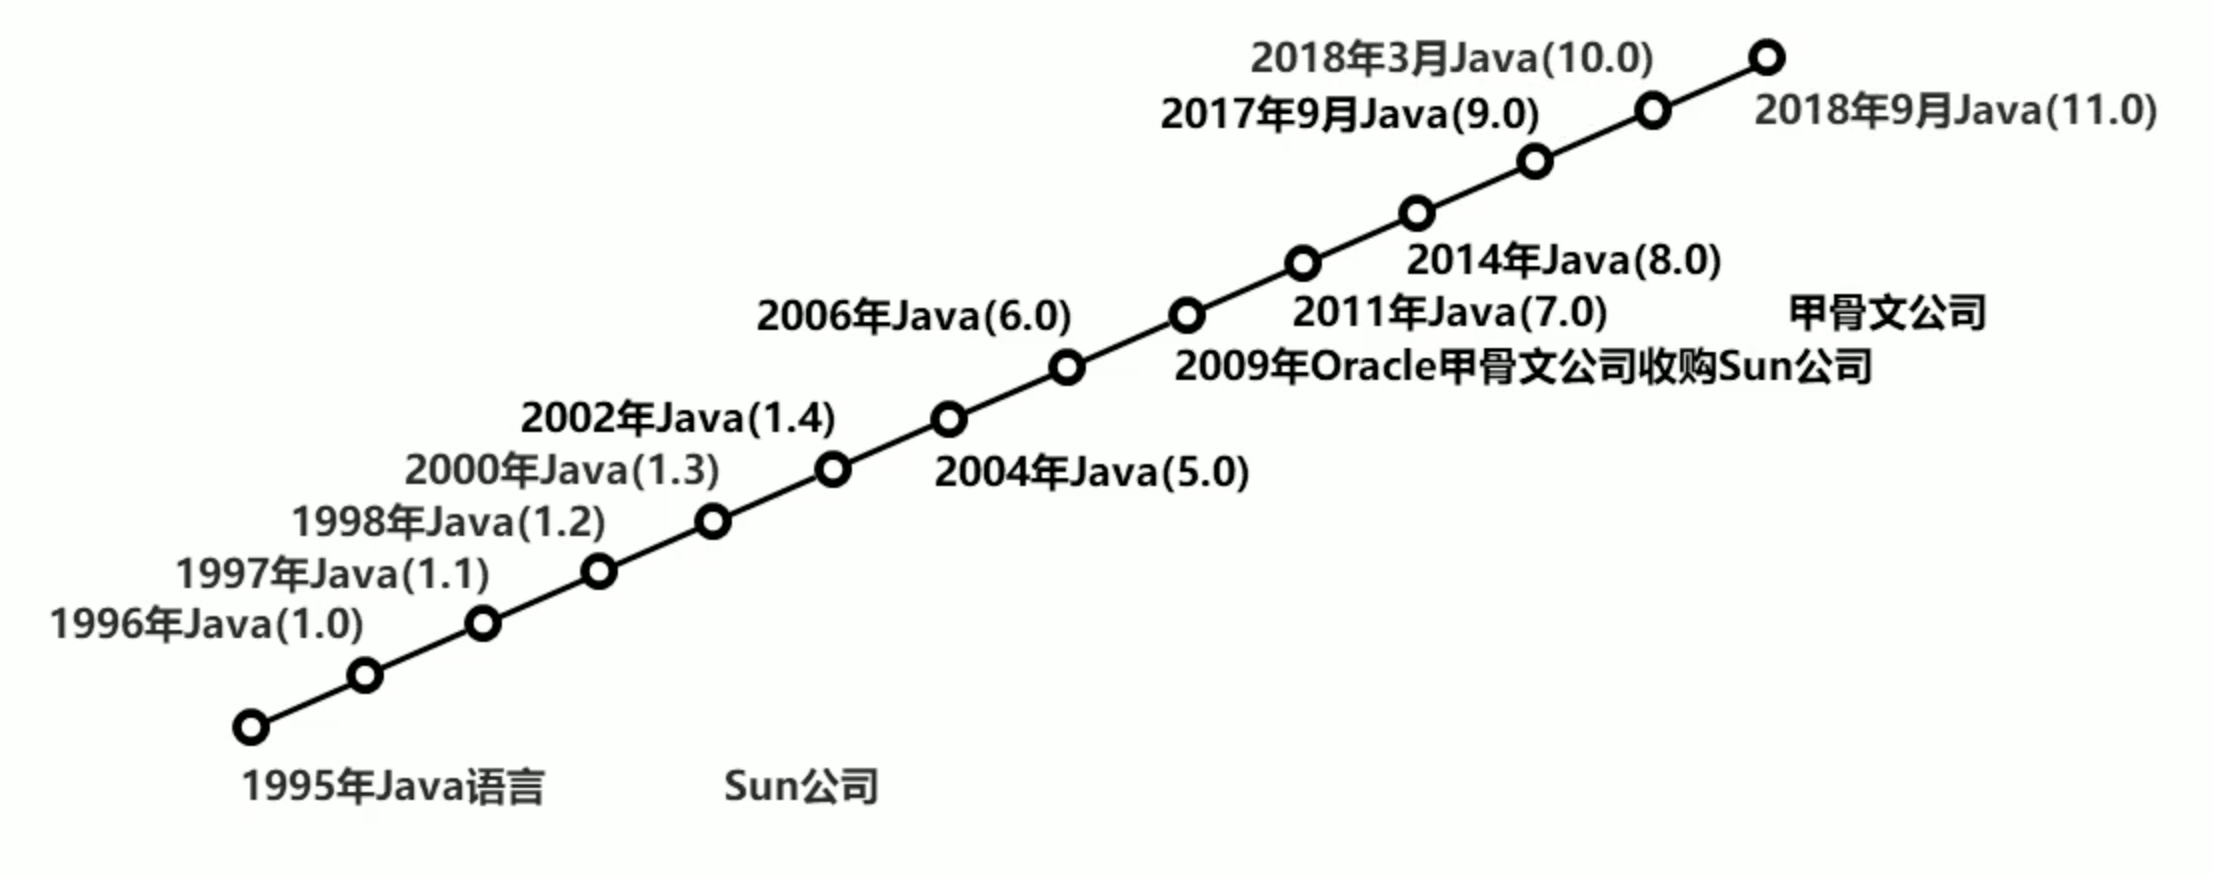 2018年3月Java(10.0)
2018年9月Java(11.0)
2017年9月Java(9.0)
2014年Java(8.0)
2006年Java(6.0)
2011年Java(7.0)
甲骨文公司
2009年Oracle甲骨文公司收购Sun公司
2002年Java(1.4)
2000年Java(1.3)
2004年Java(5.0)
1998年Java(1.2)
1997年Java(1.1)
1996年Java(1.0)
1995年Java语言
Sun公司